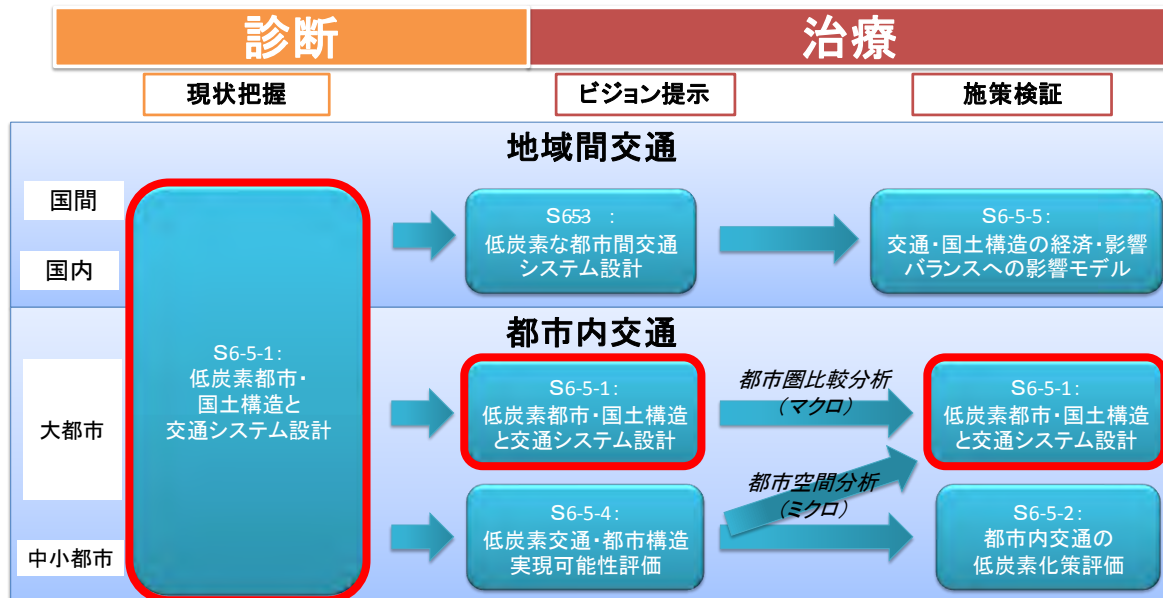 診断
治療
現状把握
ビジョン提示
施策検証
地域間交通
国間
国内
S653 :
低炭素な都市間交通
システム設計
S6-5-5:
交通・国土構造の経済・影響
バランスへの影響モデル
都市内交通
大都市
中小都市
S6-5-1:
低炭素都市・
国土構造と
交通システム設計
S6-5-1:
低炭素都市・国土構造
と交通システム設計
都市圏比較分析
(マクロ)
S6-5-1:
低炭素都市・国土構造
と交通システム設計
S6-5-4:
低炭素交通・都市構造
実現可能性評価
都市空間分析
(ミクロ)
S6-5-2:
都市内交通の
低炭素化策評価